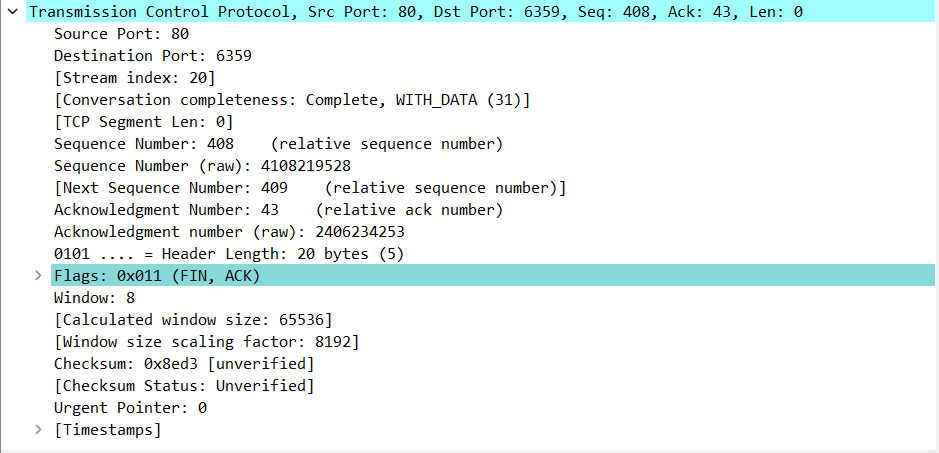 Transmission Control Protocol, Src Port: 80, Dst Port: 6359, Seq: 408, Ack: 43, Len: 0
Source Port: 80
Destination Port: 6359
[Stream index: 20]
[Conversation completeness: Complete, WITH_DATA (31)]
[TCP Segment Len: 0]
Sequence Number: 408    (relative sequence number)
Sequence Number (raw): 4108219528
[Next Sequence Number: 409    (relative sequence number)]
Acknowledgment Number: 43    (relative ack number)
Acknowledgment number (raw): 2406234253
0101 .... = Header Length: 20 bytes (5)
Flags: 0x011 (FIN, ACK)
Window: 8
[Calculated window size: 65536]
[Window size scaling factor: 8192]
Checksum: 0x8ed3 [unverified]
[Checksum Status: Unverified]
Urgent Pointer: 0
[Timestamps]